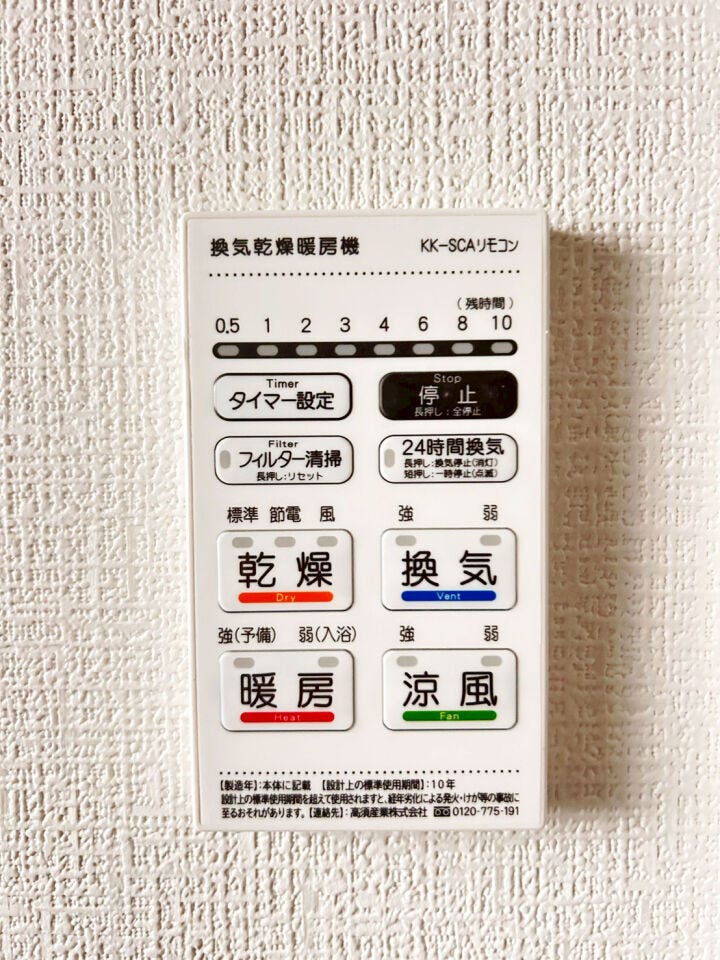 換気乾燥暖房機 KK-SCAリモコン
(残時間)
0.5 1 2 3 4 6 8 10
Timer
タイマー設定
Stop
停止
長押し:全停止
Filter
フィルター清掃
長押し:リセット
24時間換気
長押し:換気停止(消灯)
短押し:一時停止(点滅)
標準 節電 風
乾燥
Dry
強 弱
換気
Vent
強(予備) 弱(入浴)
暖房
Heat
強 弱
涼風
Fan
【製造年】:本体に記載 【設計上の標準使用期間】:10年
設計上の標準使用期間を超えて使用されますと、経年劣化による発火・けが等の事故に
至るおそれがあります。【連絡先】:高須産業株式会社 0120-775-191